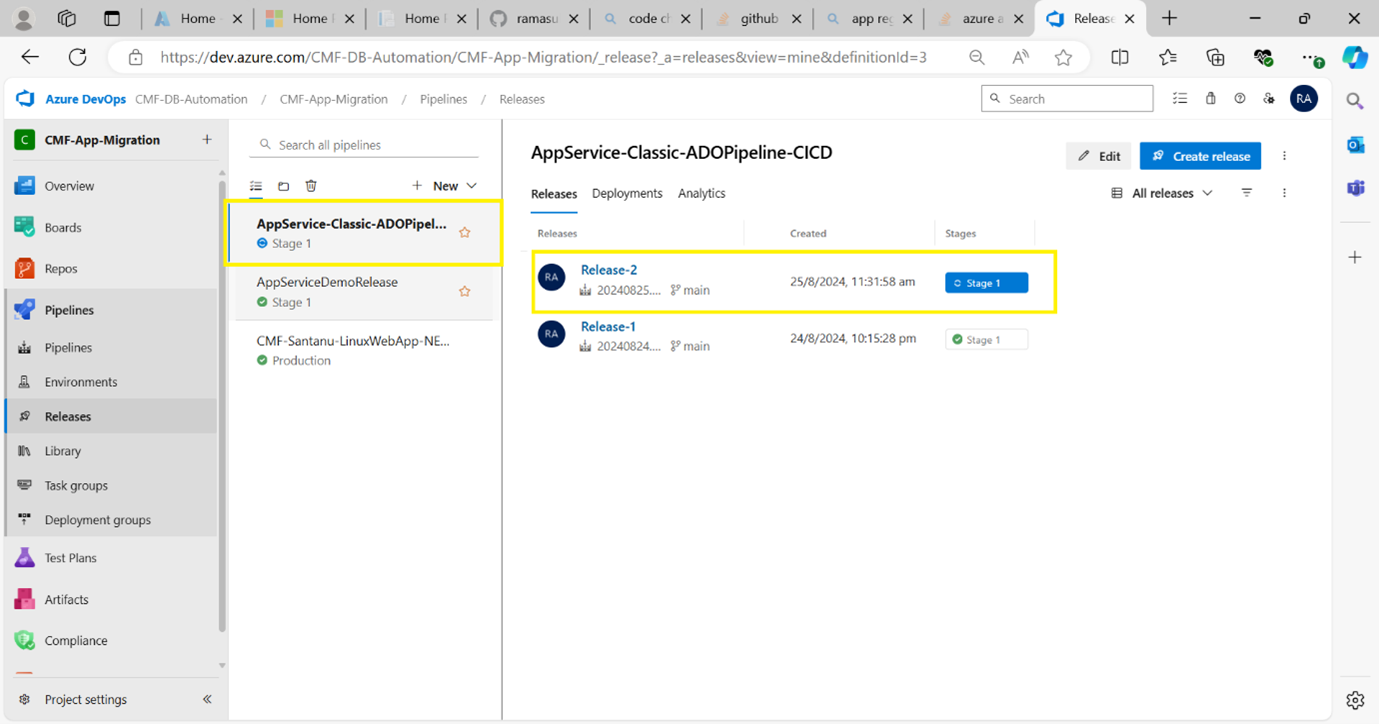 Home
Home
Home
ramasu
code ch
github
app reg
azure a
Release
https://dev.azure.com/CMF-DB-Automation/CMF-App-Migration/_release?_a=releases&view=mine&definitionId=3
Azure DevOps CMF-DB-Automation / CMF-App-Migration / Pipelines / Releases
Search
RA
C CMF-App-Migration
Overview
Boards
Repos
Pipelines
Pipelines
Environments
Releases
Library
Task groups
Deployment groups
Test Plans
Artifacts
Compliance
Project settings
Search all pipelines
New
AppService-Classic-ADOPipel...
Stage 1
AppServiceDemoRelease
Stage 1
CMF-Santanu-LinuxWebApp-NE...
Production
AppService-Classic-ADOPipeline-CICD
Edit
Create release
Releases Deployments Analytics
All releases
Releases Created Stages
RA Release-2
20240825.... main
25/8/2024, 11:31:58 am
Stage 1
RA Release-1
20240824.... main
24/8/2024, 10:15:28 pm
Stage 1